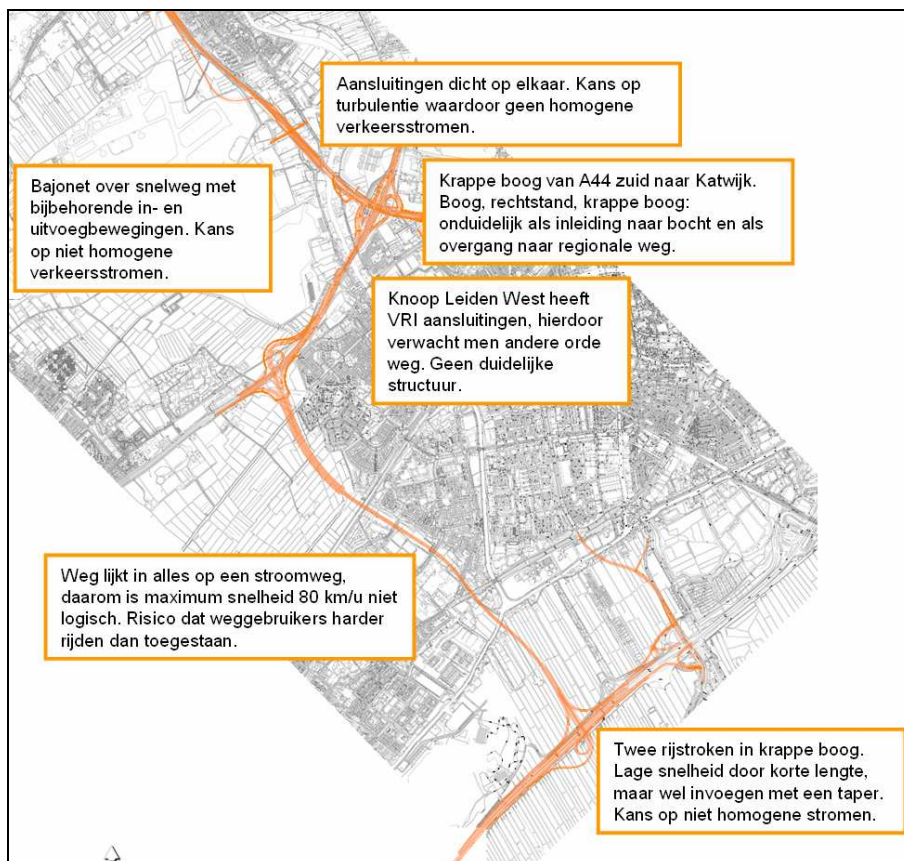 Aansluitingen dicht op elkaar. Kans op
turbulentie waardoor geen homogene
verkeersstromen.
Bajonet over snelweg met
bijbehorende in- en
uitvoegbewegingen. Kans
op niet homogene
verkeersstromen.
Krappe boog van A44 zuid naar Katwijk.
Boog, rechtstand, krappe boog:
onduidelijk als inleiding naar bocht en als
overgang naar regionale weg.
Knoop Leiden West heeft
VRI aansluitingen, hierdoor
verwacht men andere orde
weg. Geen duidelijke
structuur.
Weg lijkt in alles op een stroomweg,
daarom is maximum snelheid 80 km/u niet
logisch. Risico dat weggebruikers harder
rijden dan toegestaan.
Twee rijstroken in krappe boog.
Lage snelheid door korte lengte,
maar wel invoegen met een taper.
Kans op niet homogene stromen.